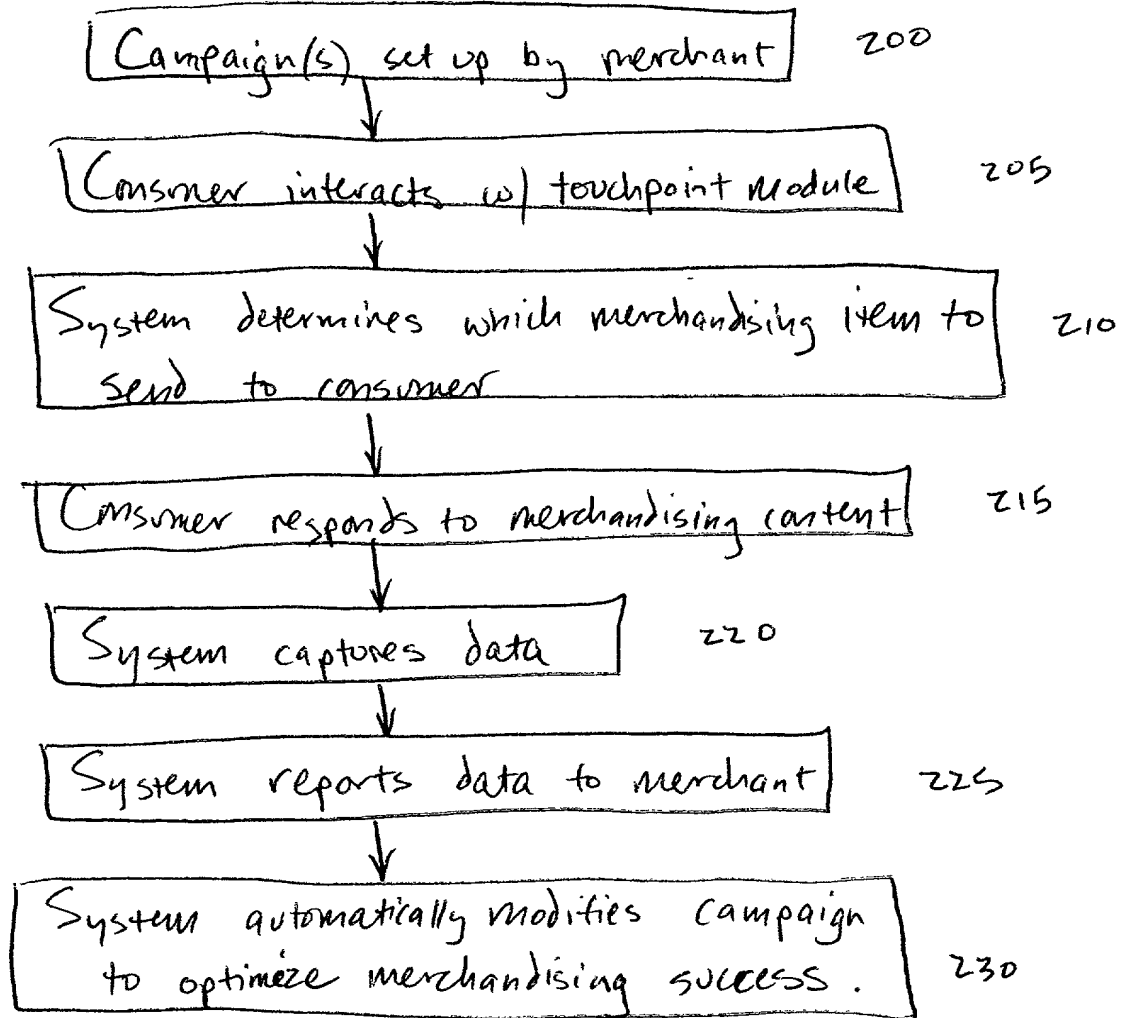 Campaign(s) set up by merchant 200
Consumer interacts w/ touchpoint module 205
System determines which merchandising item to 210
send to consumer
Consumer responds to merchandising content 215
System captures data 220
System reports data to merchant 225
System automatically modifies campaign
to optimize merchandising success. 230